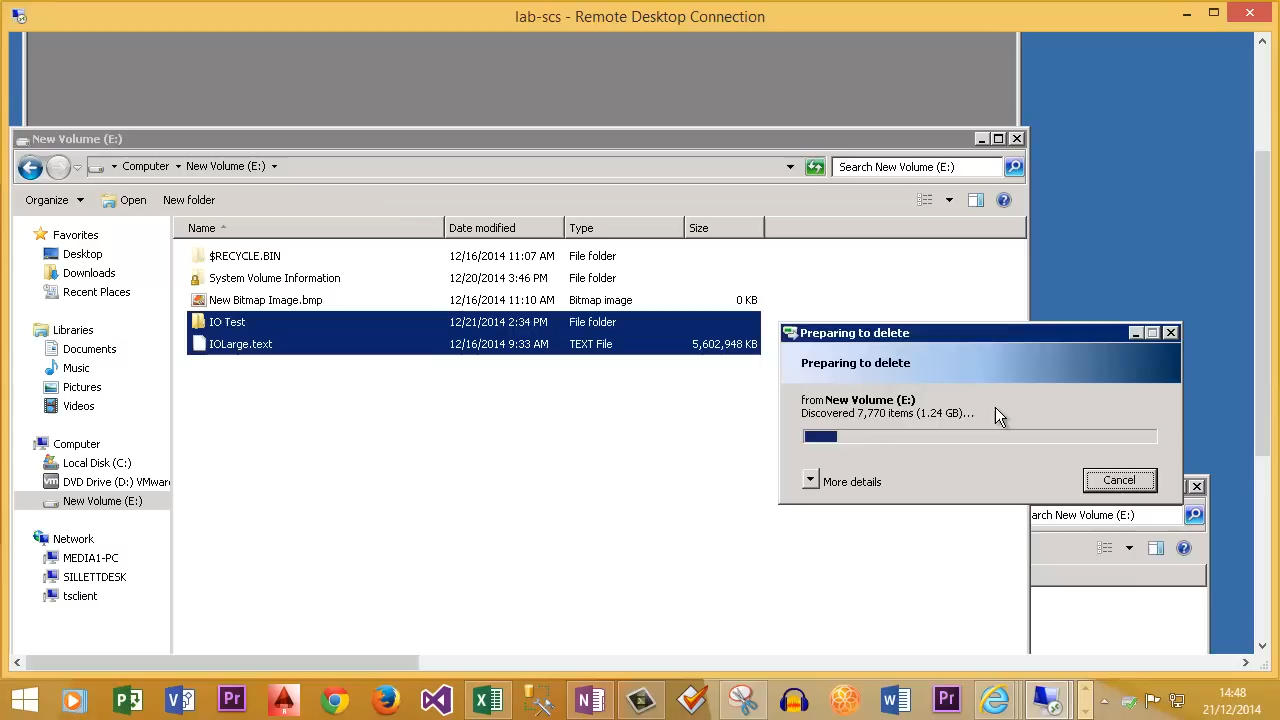 lab-scs - Remote Desktop Connection
New Volume (E:)
Computer New Volume (E:)
Search New Volume (E:)
Organize Open New folder
Name Date modified Type Size
Favorites
Desktop
Downloads
Recent Places
Libraries
Documents
Music
Pictures
Videos
Computer
Local Disk (C:)
DVD Drive (D:) VMware
New Volume (E:)
Network
MEDIA1-PC
SILLETTDESK
tsclient
$RECYCLE.BIN 12/16/2014 11:07 AM File folder
System Volume Information 12/20/2014 3:46 PM File folder
New Bitmap Image.bmp 12/16/2014 11:10 AM Bitmap image 0 KB
IO Test 12/21/2014 2:34 PM File folder
IOLarge.text 12/16/2014 9:33 AM TEXT File 5,602,948 KB
Preparing to delete
Preparing to delete
from New Volume (E:)
Discovered 7,770 items (1.24 GB)...
More details
Cancel
arch New Volume (E:)
14:48
21/12/2014